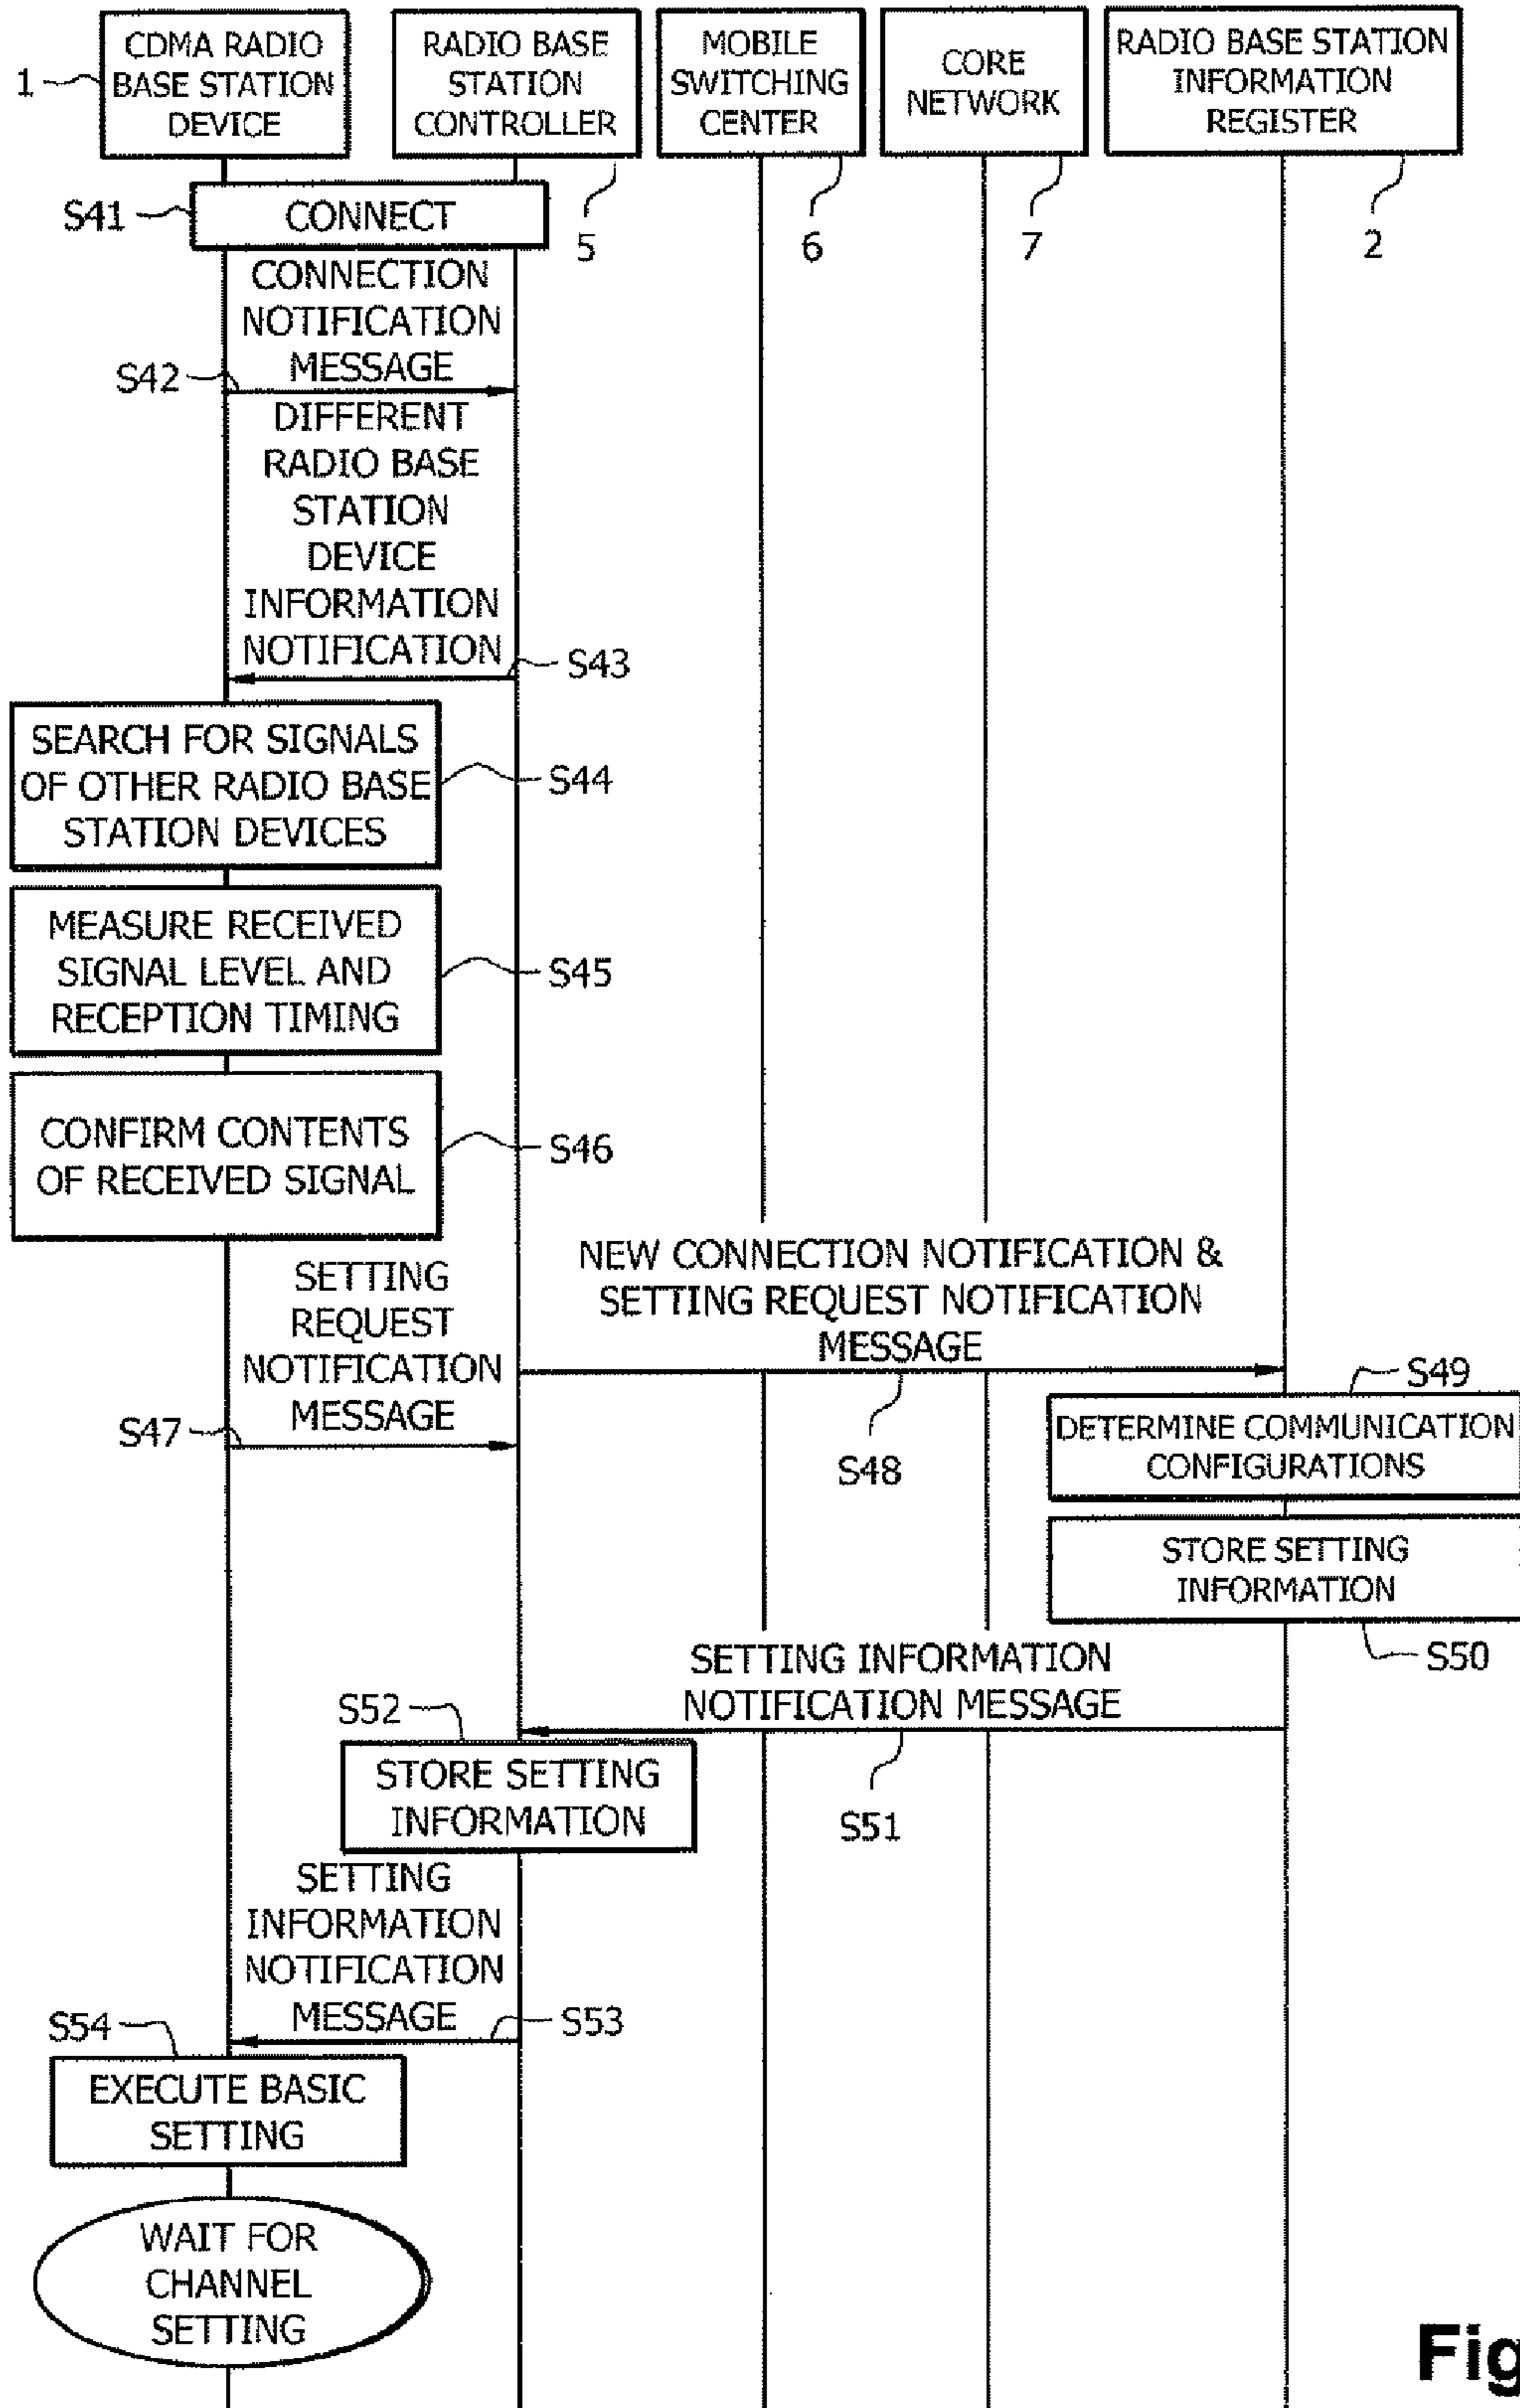 CDMA RADIO
BASE STATION
DEVICE
1
RADIO BASE
STATION
CONTROLLER
5
MOBILE
SWITCHING
CENTER
6
CORE
NETWORK
7
RADIO BASE STATION
INFORMATION
REGISTER
2
S41
CONNECT
CONNECTION
NOTIFICATION
MESSAGE
S42
DIFFERENT
RADIO BASE
STATION
DEVICE
INFORMATION
NOTIFICATION
S43
SEARCH FOR SIGNALS
OF OTHER RADIO BASE
STATION DEVICES
S44
MEASURE RECEIVED
SIGNAL LEVEL AND
RECEPTION TIMING
S45
CONFIRM CONTENTS
OF RECEIVED SIGNAL
S46
SETTING
REQUEST
NOTIFICATION
MESSAGE
S47
NEW CONNECTION NOTIFICATION &
SETTING REQUEST NOTIFICATION
MESSAGE
S48
S49
DETERMINE COMMUNICATION
CONFIGURATIONS
STORE SETTING
INFORMATION
S50
SETTING INFORMATION
NOTIFICATION MESSAGE
S51
S52
STORE SETTING
INFORMATION
SETTING
INFORMATION
NOTIFICATION
MESSAGE
S53
S54
EXECUTE BASIC
SETTING
WAIT FOR
CHANNEL
SETTING
Fig